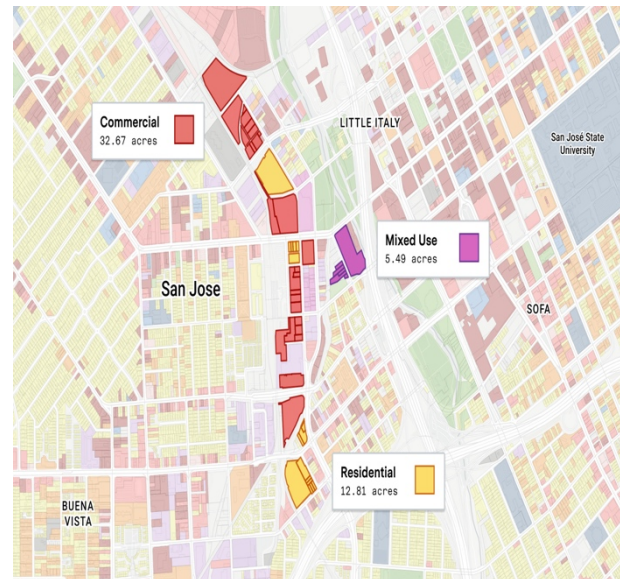 Commercial
32.67 acres
LITTLE ITALY
San José State
University
Mixed Use
5.49 acres
San Jose
SOFA
Residential
12.81 acres
BUENA
VISTA